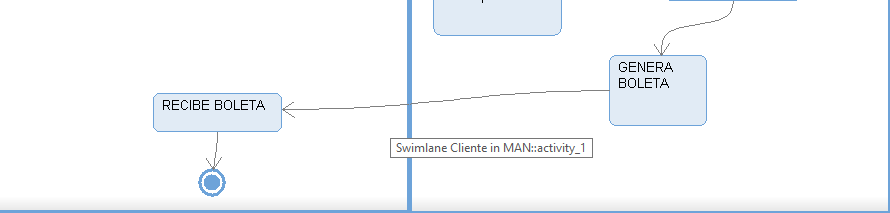 GENERA
BOLETA
RECIBE BOLETA
Swimlane Cliente in MAN::activity_1